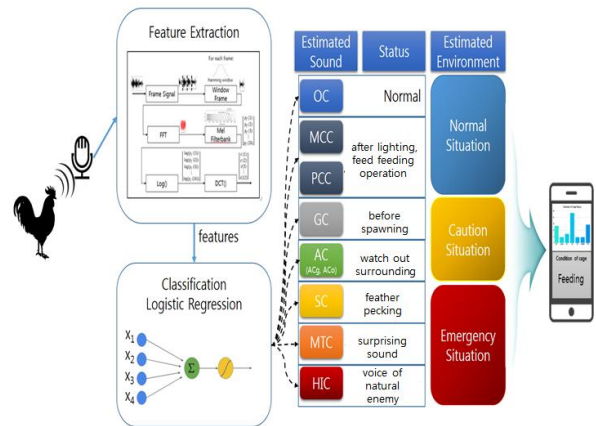 Feature Extraction
For each frame:
Hamming window
Frame Signal
Window
Frame
FFT
Mel
Filterbank
Log()
DCT()
features
Classification
Logistic Regression
X1
X2
X3
X4
Σ
Estimated
Sound
Status
Estimated
Environment
OC
Normal
MCC
PCC
after lighting,
feed feeding
operation
GC
before
spawning
AC
(ACg, ACo)
watch out
surrounding
SC
feather
pecking
MTC
surprising
sound
HIC
voice of
natural
enemy
Normal
Situation
Caution
Situation
Emergency
Situation
Condition of cage
Feeding